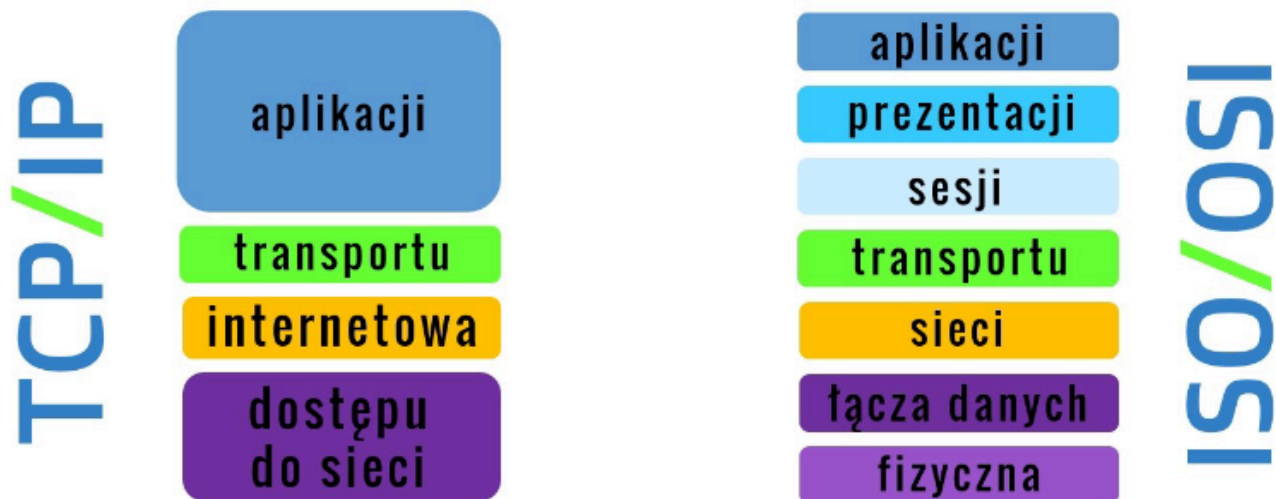 TCP/IP
aplikacji
transportu
internetowa
dostępu
do sieci
aplikacji
prezentacji
sesji
transportu
sieci
łącza danych
fizyczna
ISO/OSI